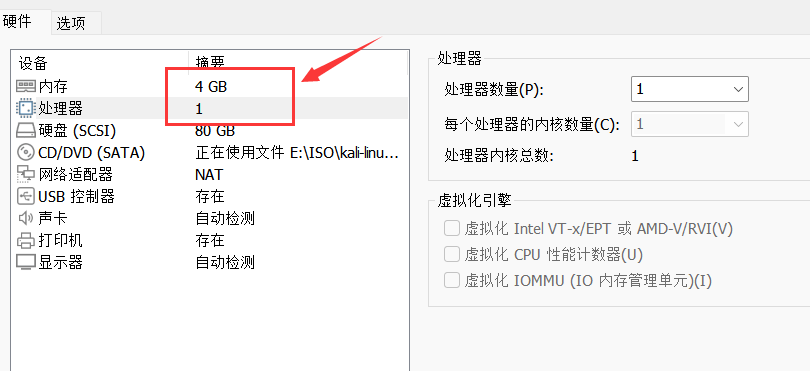 硬件 选项
设备 摘要
内存 4 GB
处理器 1
硬盘 (SCSI) 80 GB
CD/DVD (SATA) 正在使用文件 E:\ISO\kali-linu...
网络适配器 NAT
USB 控制器 存在
声卡 自动检测
打印机 存在
显示器 自动检测
处理器
处理器数量(P): 1
每个处理器的内核数量(C): 1
处理器内核总数: 1
虚拟化引擎
虚拟化 Intel VT-x/EPT 或 AMD-V/RVI(V)
虚拟化 CPU 性能计数器(U)
虚拟化 IOMMU (IO 内存管理单元)(I)